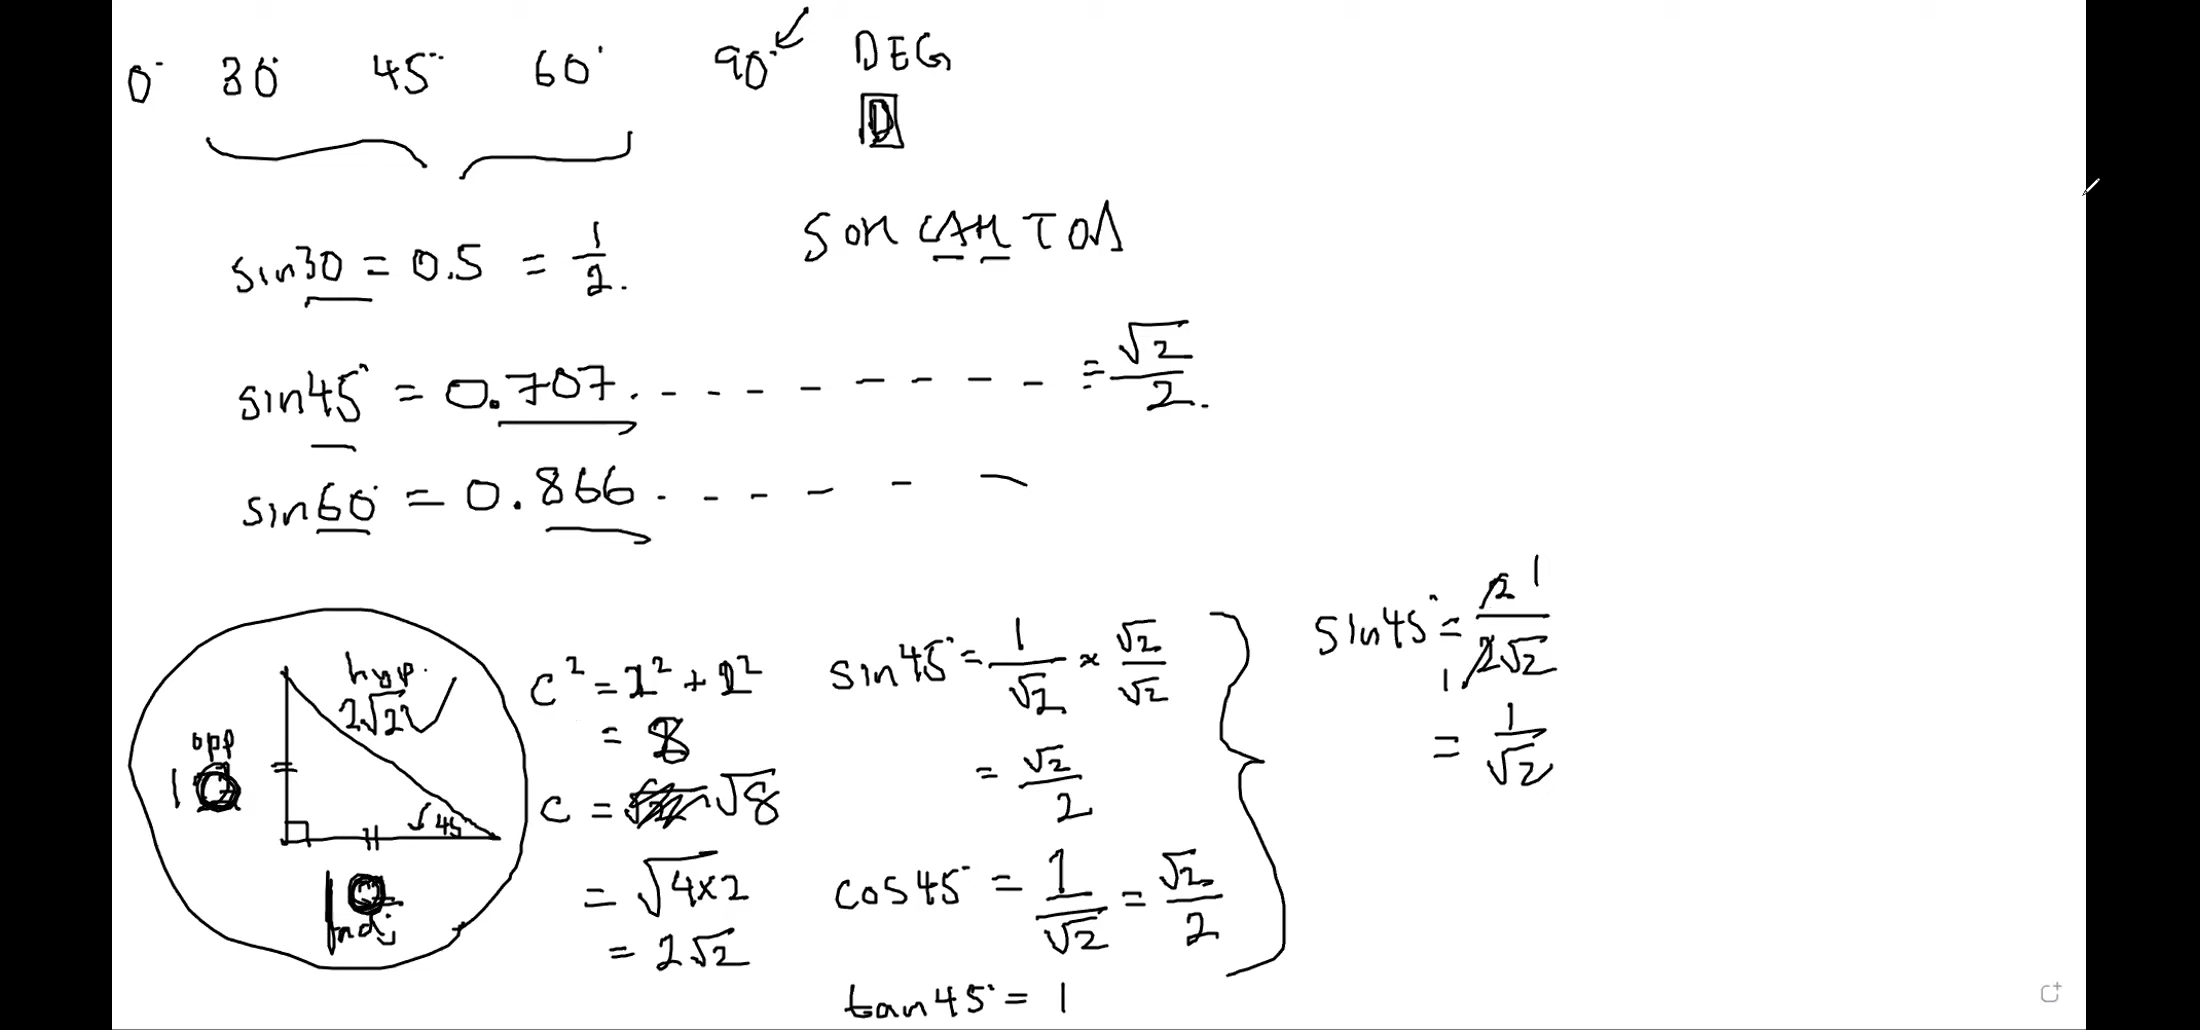 0° 30° 45° 60° 90° DEG
D
SOH CAH TOA
sin30 = 0.5 = 1/2.
sin45° = 0.707. - - - - - - - - = √2/2.
sin60° = 0.866. - - - - -
hyp.
2√2
opp
1
45
adj
c² = 2² + 2²
= 8
c = √8
= √4×2
= 2√2
sin45° = 1/√2 × √2/√2
= √2/2
cos45° = 1/√2 = √2/2
tan45° = 1
sin45° = 2 1/1 2√2
= 1/√2